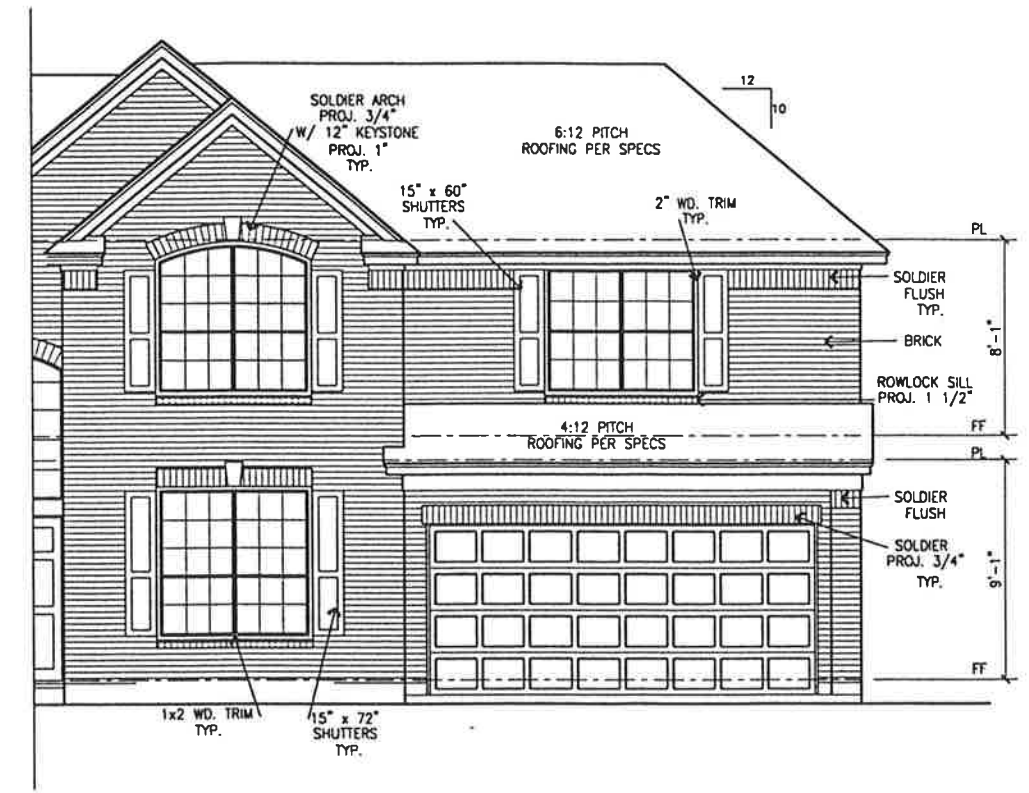 12
10
SOLDIER ARCH
PROJ. 3/4"
W/ 12" KEYSTONE
PROJ. 1"
TYP.
6:12 PITCH
ROOFING PER SPECS
15" x 60"
SHUTTERS
TYP.
2" WD. TRIM
TYP.
PL
SOLDIER
FLUSH
TYP.
8'-1"
BRICK
ROWLOCK SILL
PROJ. 1 1/2"
4:12 PITCH
ROOFING PER SPECS
FF
PL
SOLDIER
FLUSH
SOLDIER
PROJ. 3/4"
TYP.
9'-1"
FF
1x2 WD. TRIM
TYP.
15" x 72"
SHUTTERS
TYP.